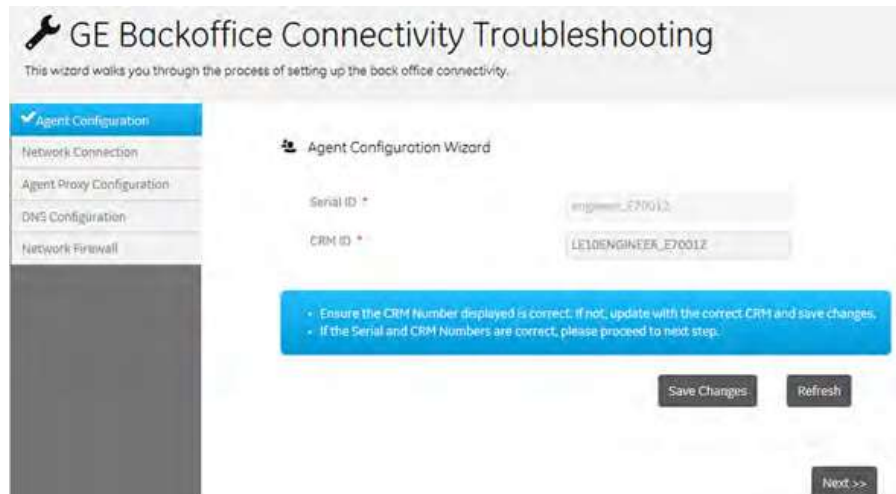 GE Backoffice Connectivity Troubleshooting
This wizard walks you through the process of setting up the back office connectivity.
Agent Configuration
Network Connection
Agent Proxy Configuration
DNS Configuration
Network Firewall
Agent Configuration Wizard
Serial ID *
engineer_E70012
CRM ID *
LE10ENGINEER_E70012
• Ensure the CRM Number displayed is correct. If not, update with the correct CRM and save changes.
• If the Serial and CRM Numbers are correct, please proceed to next step.
Save Changes
Refresh
Next >>